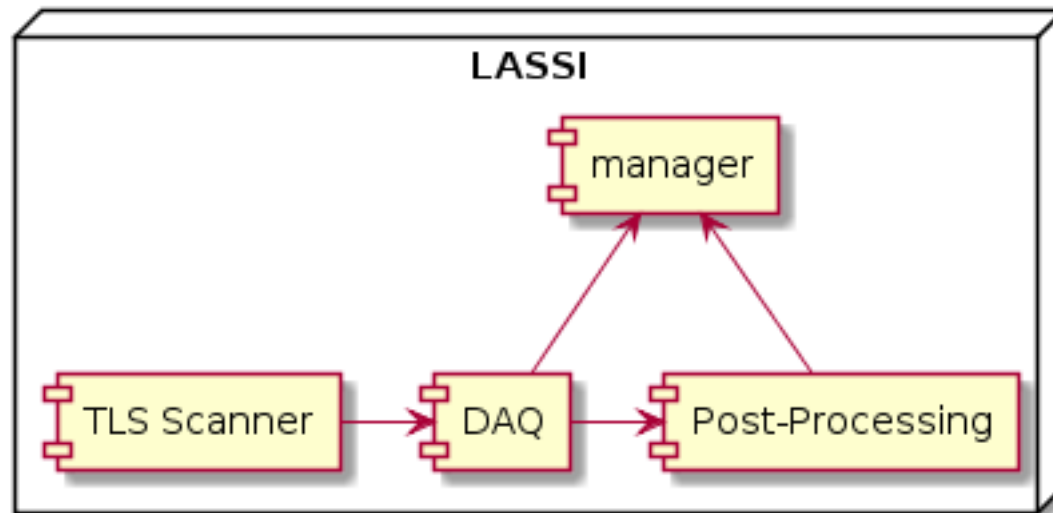 LASSI
manager
TLS Scanner
DAQ
Post-Processing